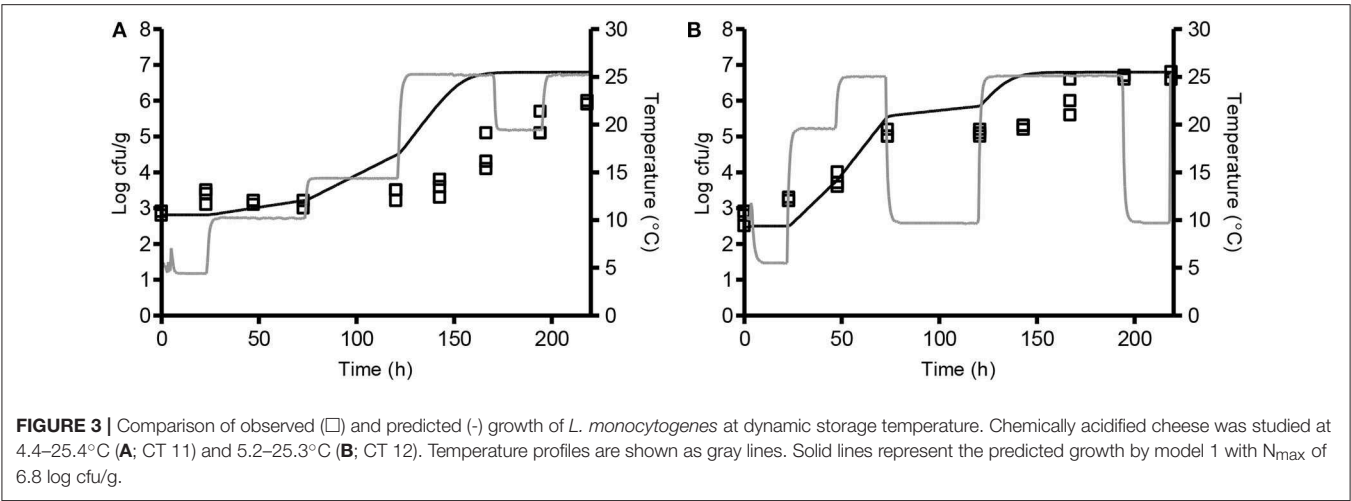 A
B
8
7
6
5
4
3
2
1
0
Log cfu/g
30
25
20
15
10
5
0
Temperature (°C)
0 50 100 150 200
Time (h)
8
7
6
5
4
3
2
1
0
Log cfu/g
30
25
20
15
10
5
0
Temperature (°C)
0 50 100 150 200
Time (h)
FIGURE 3 | Comparison of observed (□) and predicted (-) growth of L. monocytogenes at dynamic storage temperature. Chemically acidified cheese was studied at
4.4–25.4°C (A; CT 11) and 5.2–25.3°C (B; CT 12). Temperature profiles are shown as gray lines. Solid lines represent the predicted growth by model 1 with Nmax of
6.8 log cfu/g.